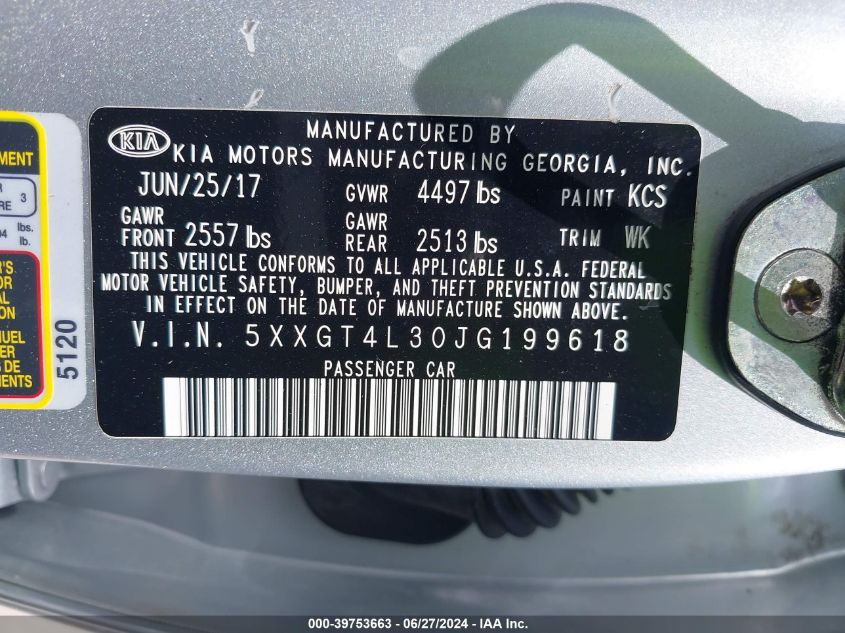 KIA
MANUFACTURED BY
KIA MOTORS MANUFACTURING GEORGIA, INC.
JUN/25/17 GVWR 4497 lbs PAINT KCS
GAWR FRONT 2557 lbs GAWR REAR 2513 lbs TRIM WK
THIS VEHICLE CONFORMS TO ALL APPLICABLE U.S.A. FEDERAL
MOTOR VEHICLE SAFETY, BUMPER, AND THEFT PREVENTION STANDARDS
IN EFFECT ON THE DATE OF MANUFACTURE SHOWN ABOVE.
V.I.N. 5XXGT4L30JG199618
PASSENGER CAR
3
lbs.
lb.
5120
000-39753663 - 06/27/2024 - IAA Inc.